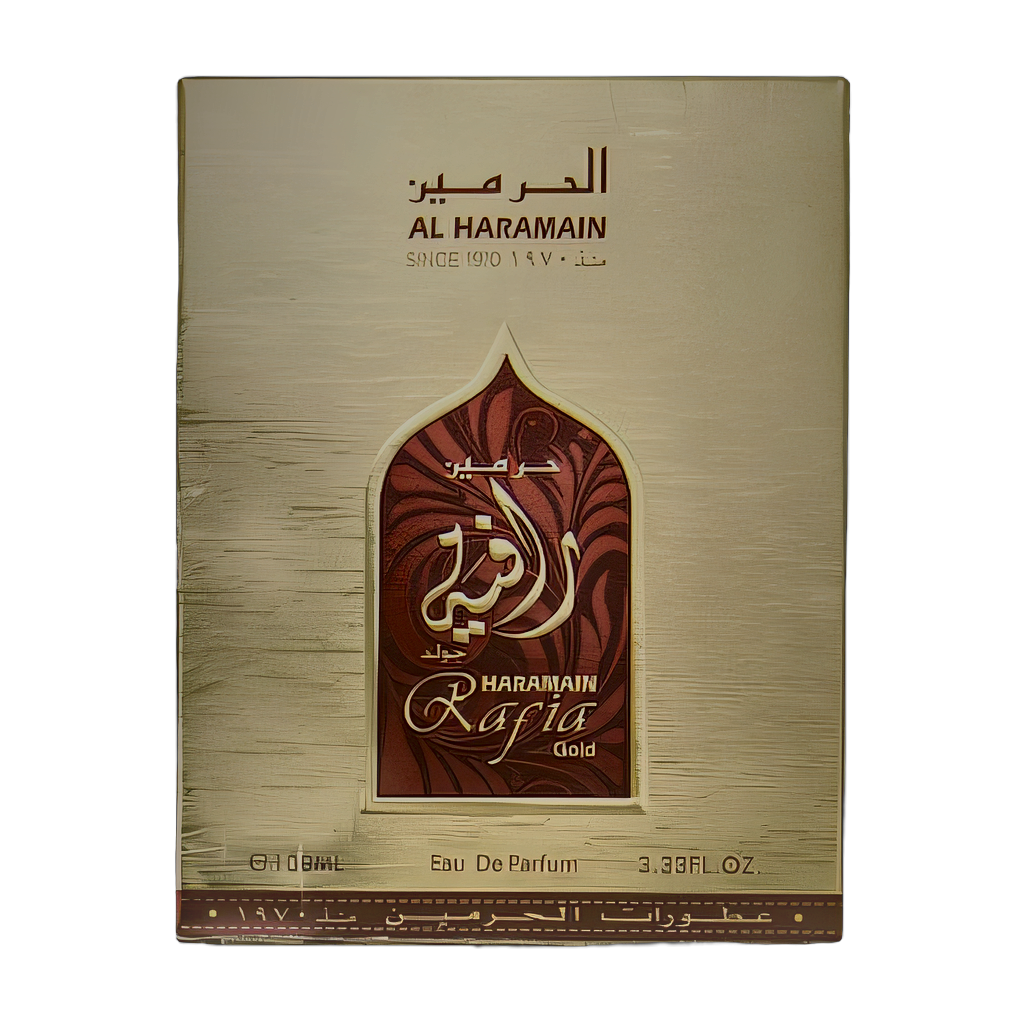 الحرمين
AL HARAMAIN
SINCE 1970 منذ ١٩٧٠
حرمين
رافية
جولد
HARAMAIN
Rafia
Gold
Eau De Parfum
3.33FL.OZ.
عطورات الحرمين منذ ١٩٧٠